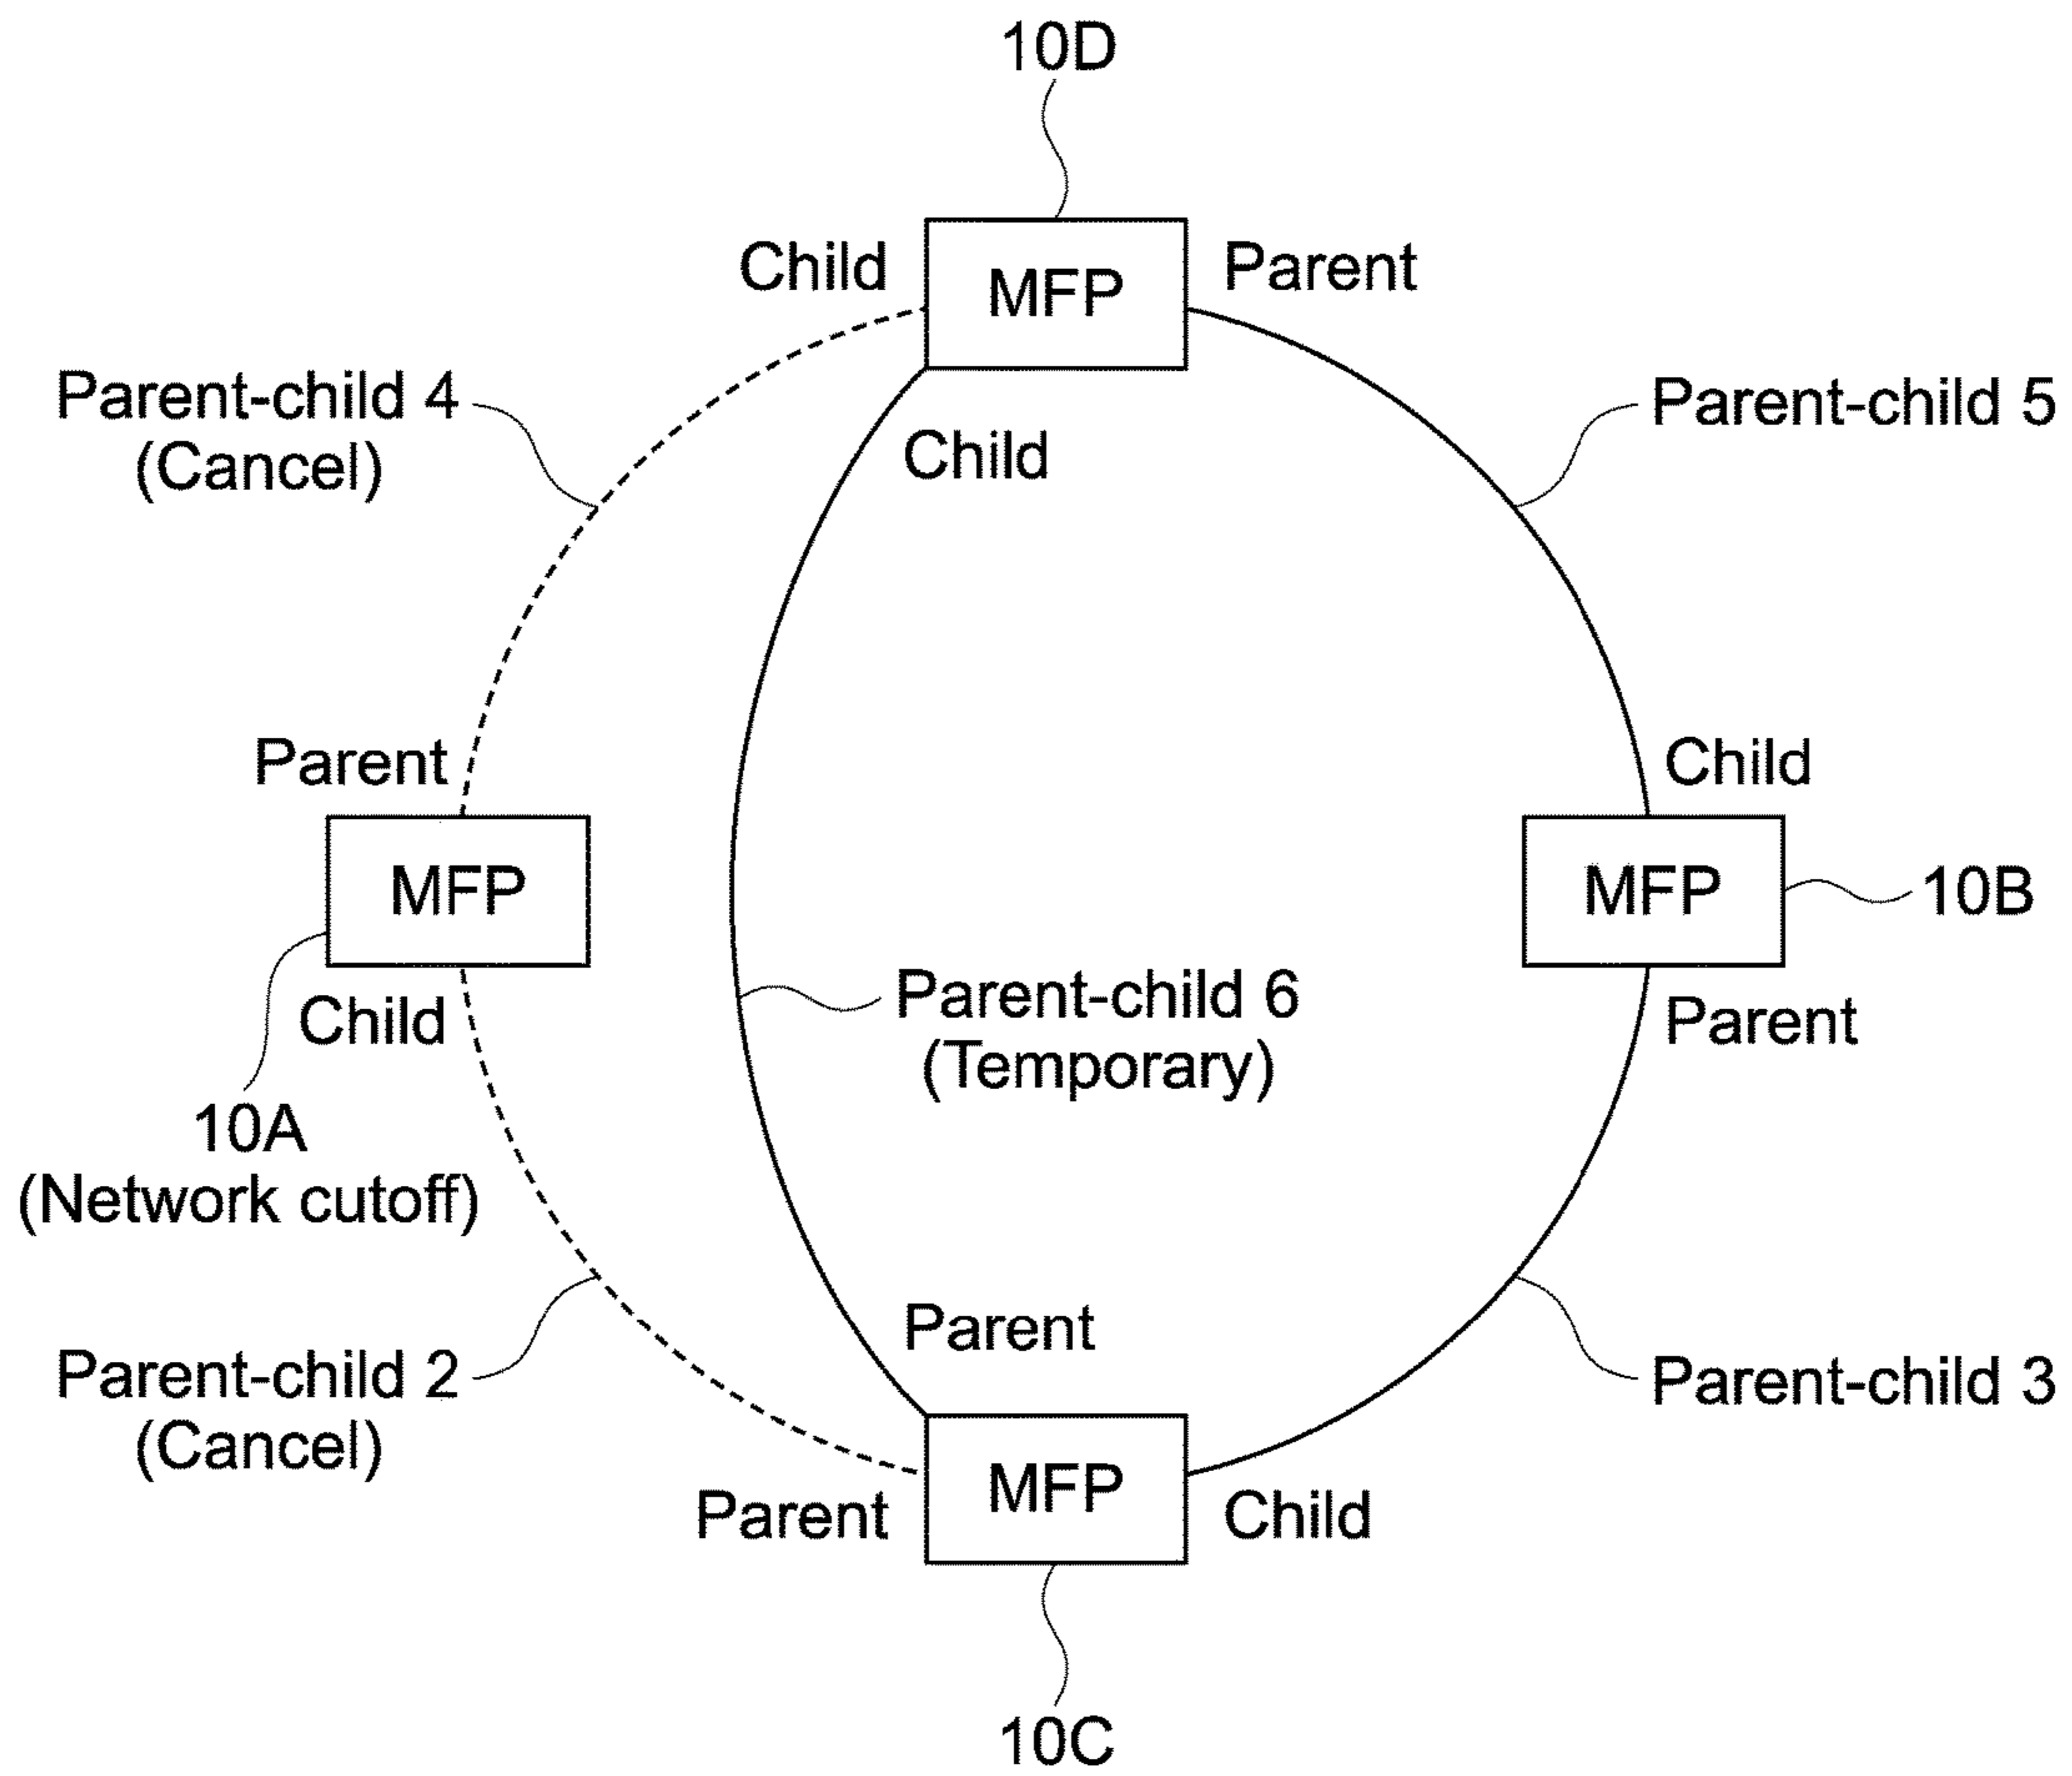 10D
Child
MFP
Parent
Parent-child 4
(Cancel)
Parent-child 5
Child
Parent
Child
MFP
MFP
10B
Child
Parent-child 6
(Temporary)
Parent
10A
(Network cutoff)
Parent
Parent-child 2
(Cancel)
Parent-child 3
Parent
MFP
Child
10C